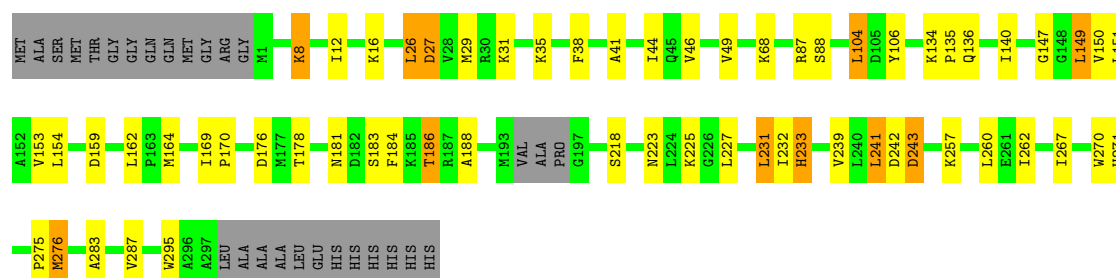 MET ALA SER MET THR GLY GLY GLN GLN MET GLY ARG GLY M1 K8 I12 K16 L26 D27 V28 M29 R30 K31 K35 F38 A41 I44 Q45 V46 V49 K68 R87 S88 L104 D105 Y106 K134 P135 Q136 I140 G147 G148 L149 V150
A152 V153 L154 D159 L162 P163 M164 I169 P170 D176 M177 T178 N181 D182 S183 F184 K185 T186 R187 A188 M193 VAL ALA PRO G197 S218 N223 L224 K225 G226 L227 L231 I232 H233 V239 L240 L241 D242 D243 K257 L260 E261 I262 I267 W270
P275 M276 A283 V287 W295 A296 A297 LEU ALA ALA ALA LEU GLU HIS HIS HIS HIS HIS HIS